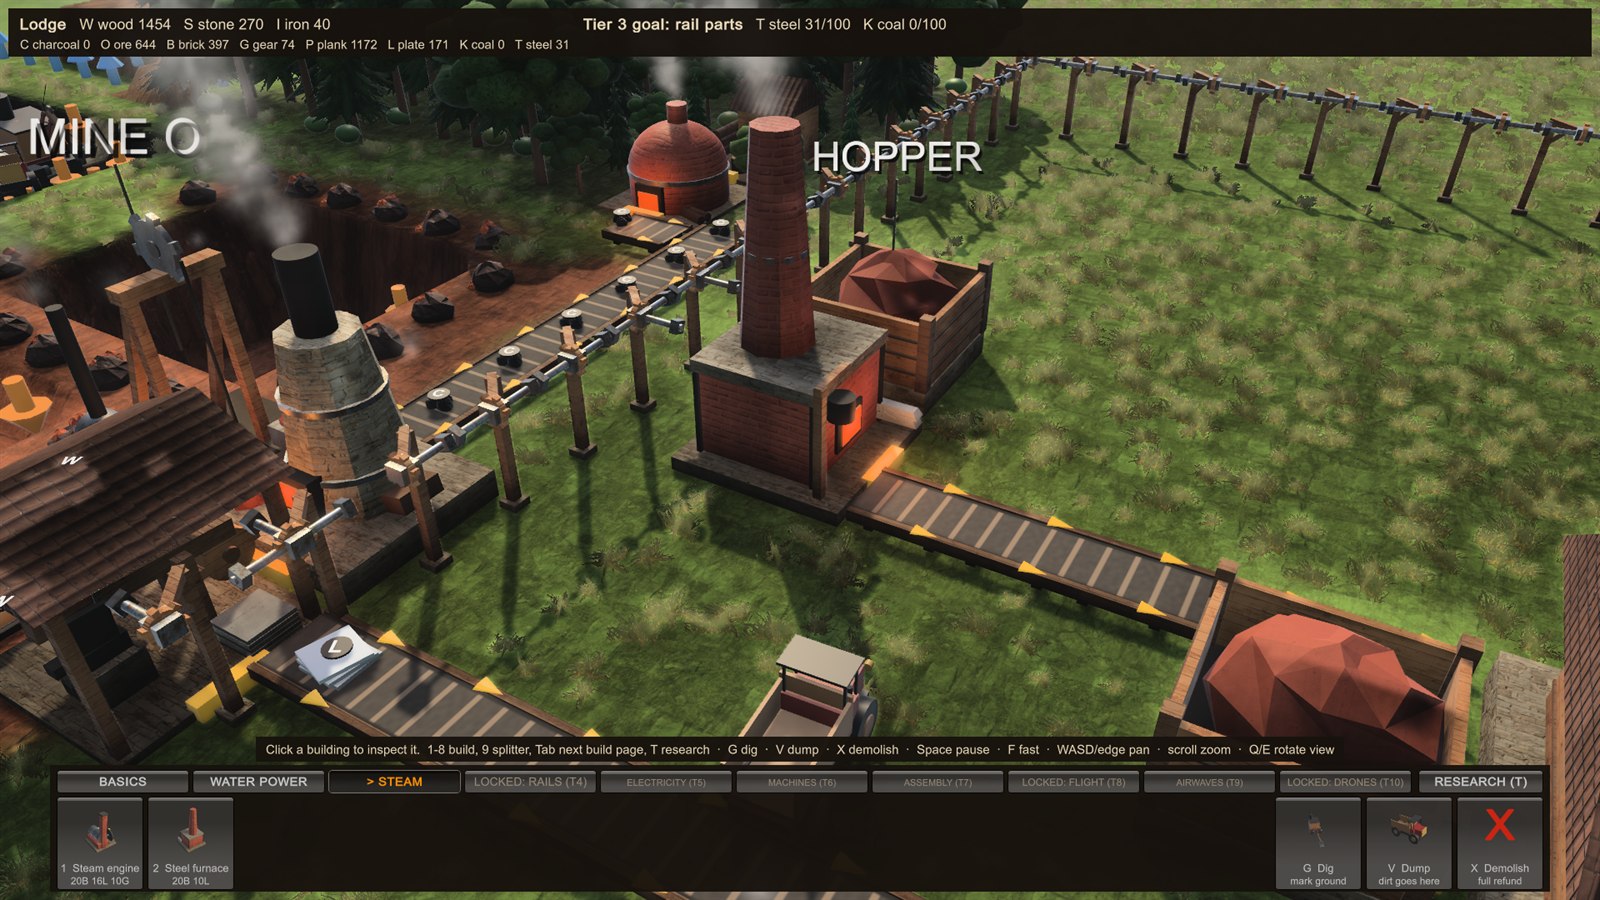 Lodge W wood 1454 S stone 270 I iron 40
Tier 3 goal: rail parts T steel 31/100 K coal 0/100
C charcoal 0 O ore 644 B brick 397 G gear 74 P plank 1172 L plate 171 K coal 0 T steel 31
MINE O
HOPPER
W
W
C
L
Click a building to inspect it. 1-8 build, 9 splitter, Tab next build page, T research · G dig · V dump · X demolish · Space pause · F fast · WASD/edge pan · scroll zoom · Q/E rotate view
BASICS
WATER POWER
> STEAM
LOCKED: RAILS (T4)
ELECTRICITY (T5)
MACHINES (T6)
ASSEMBLY (T7)
LOCKED: FLIGHT (T8)
AIRWAYS (T9)
LOCKED: DRONES (T10)
RESEARCH (T)
1 Steam engine
20B 16L 10G
2 Steel furnace
20B 10L
G Dig
mark ground
V Dump
dirt goes here
X Demolish
full refund